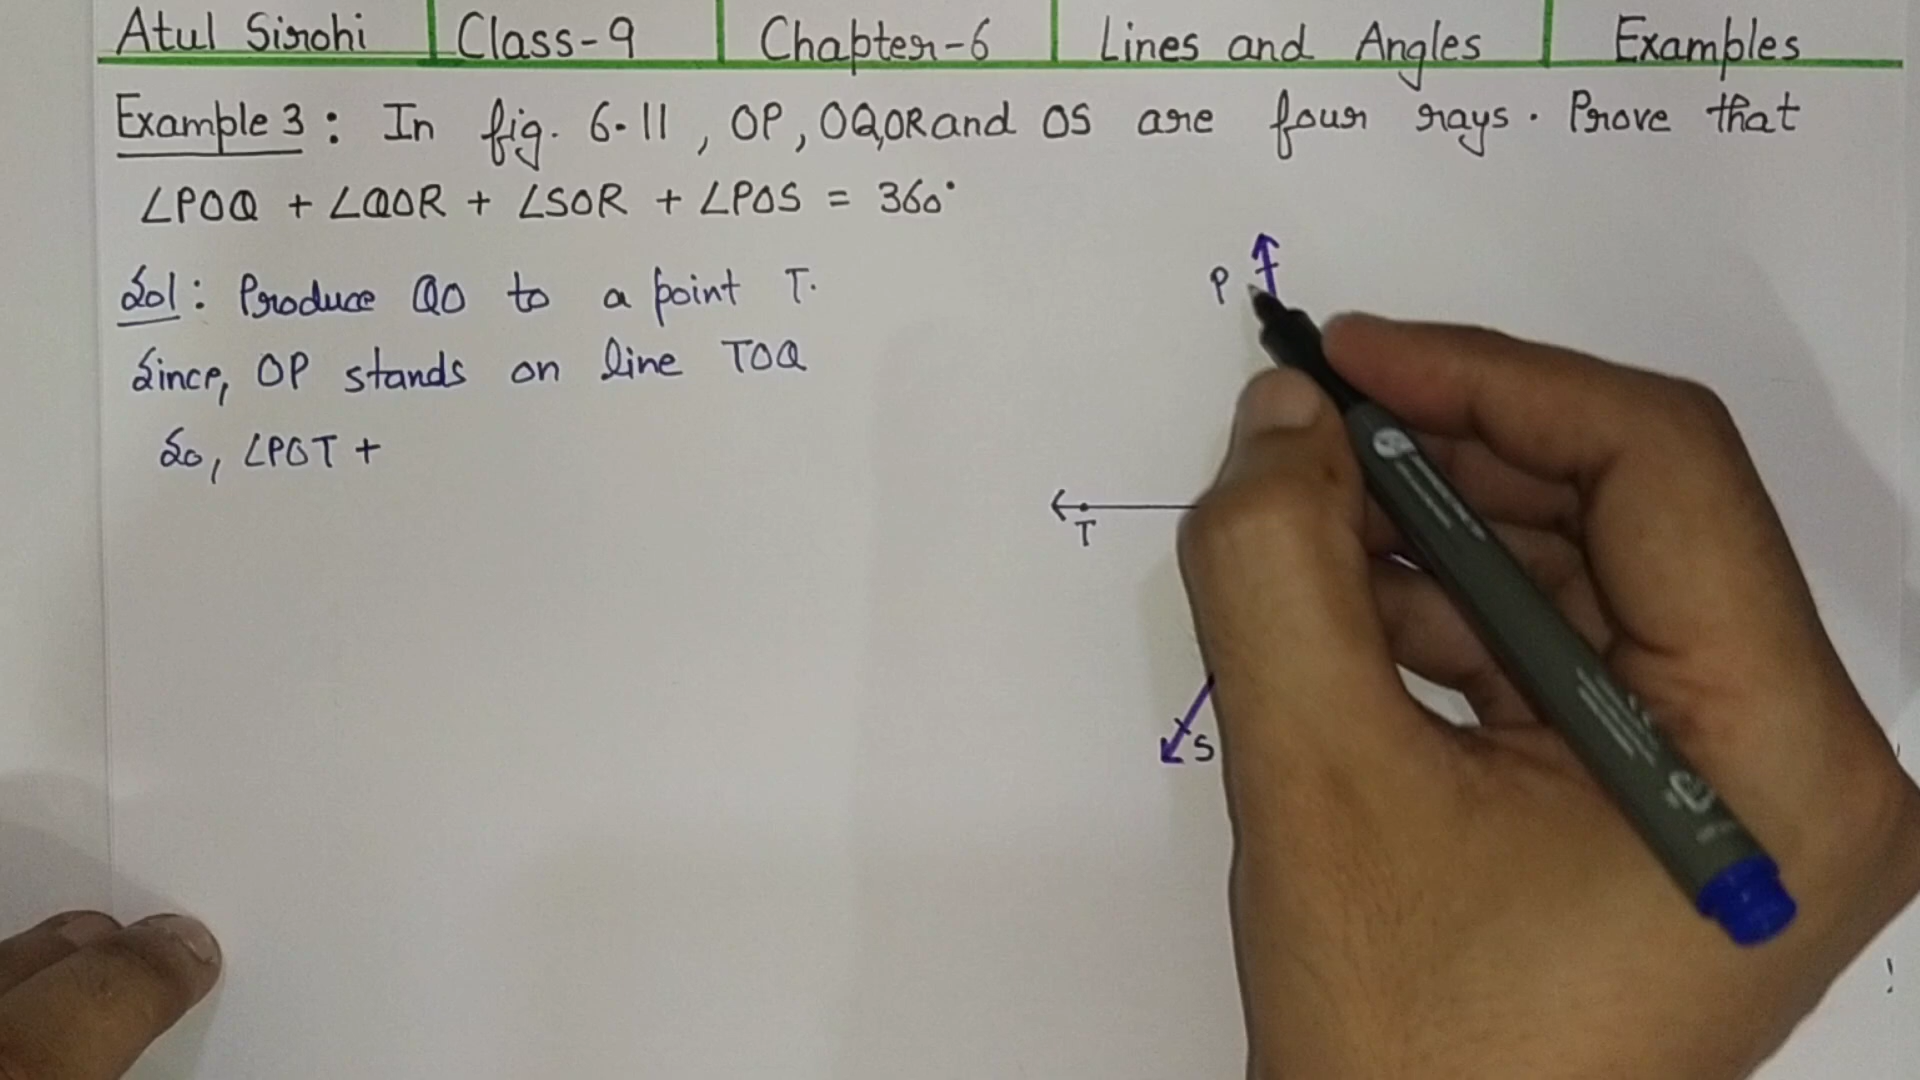 Atul Sirohi Class-9 Chapter-6 Lines and Angles Examples
Example 3 : In fig. 6.11 , OP, OQ,OR and OS are four rays. Prove that
∠POQ + ∠QOR + ∠SOR + ∠POS = 360°
Sol : Produce QO to a point T.
Since, OP stands on line TOQ
So, ∠POT +
P
T
S